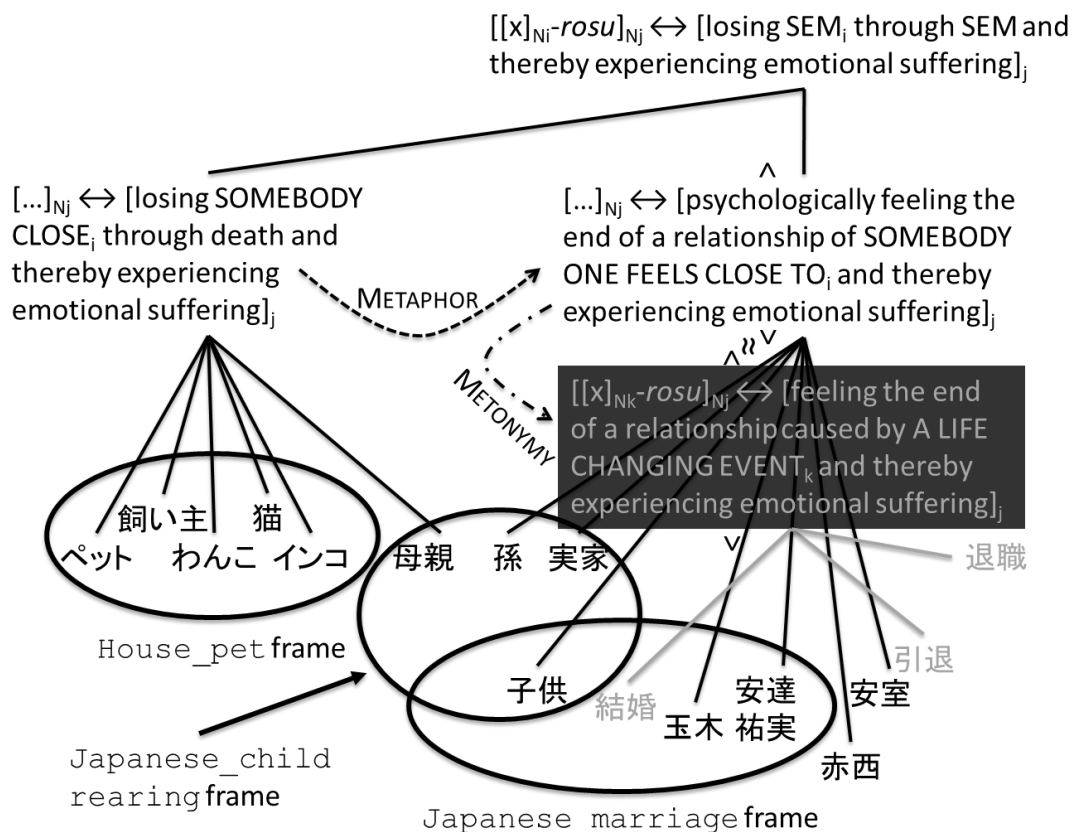 [[x]Ni-rosu]Nj ↔ [losing SEMi through SEM and
thereby experiencing emotional suffering]j
[…]Nj ↔ [losing SOMEBODY
CLOSEi through death and
thereby experiencing
emotional suffering]j
[…]Nj ↔ [psychologically feeling the
end of a relationship of SOMEBODY
ONE FEELS CLOSE TOi and thereby
experiencing emotional suffering]j
METAPHOR
METONYMY
[[x]Nk-rosu]Nj ↔ [feeling the end
of a relationship caused by A LIFE
CHANGING EVENTk and thereby
experiencing emotional suffering]j
飼い主 猫
ペット わんこ インコ
母親 孫 実家
退職
House_pet frame
引退
子供
結婚
安達
祐実
玉木
安室
赤西
Japanese_child
rearing frame
Japanese marriage frame